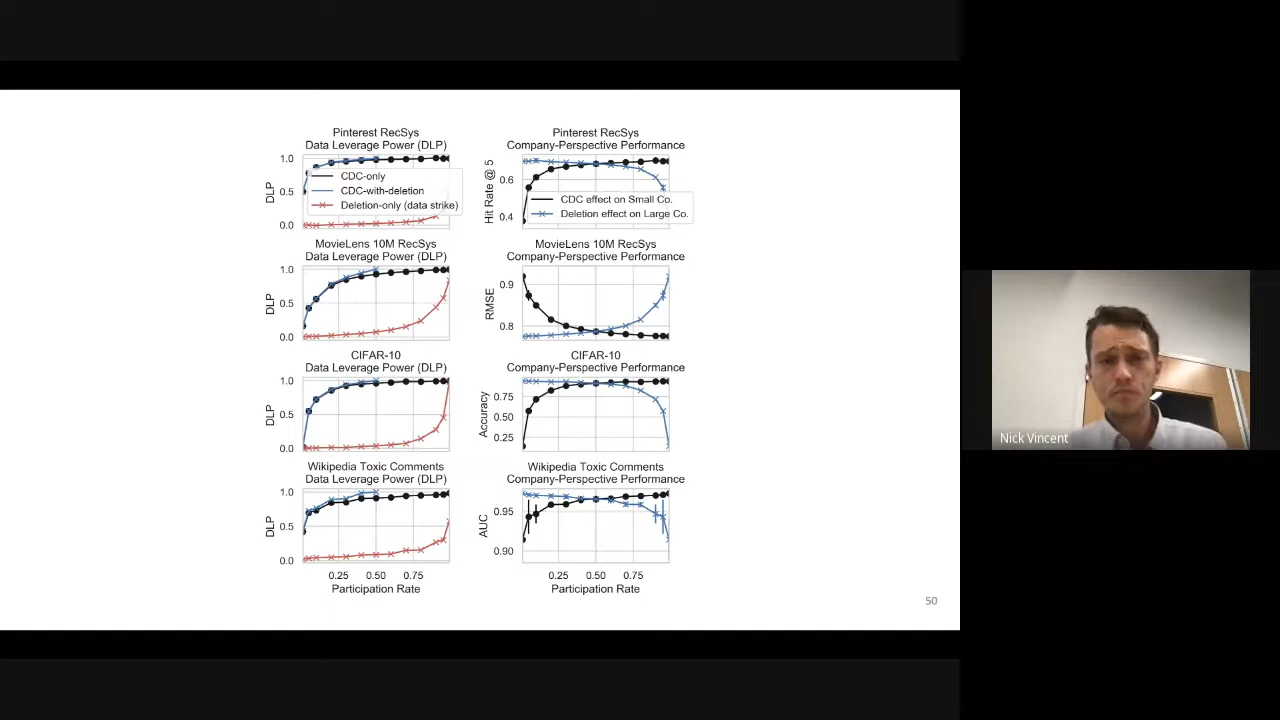 Pinterest RecSys
Data Leverage Power (DLP)
1.0
0.5
0.0
DLP
CDC-only
CDC-with-deletion
Deletion-only (data strike)
Pinterest RecSys
Company-Perspective Performance
0.6
0.4
Hit Rate @ 5
CDC effect on Small Co.
Deletion effect on Large Co.
MovieLens 10M RecSys
Data Leverage Power (DLP)
1.0
0.5
0.0
DLP
MovieLens 10M RecSys
Company-Perspective Performance
0.9
0.8
RMSE
CIFAR-10
Data Leverage Power (DLP)
1.0
0.5
0.0
DLP
CIFAR-10
Company-Perspective Performance
0.75
0.50
0.25
Accuracy
Wikipedia Toxic Comments
Data Leverage Power (DLP)
1.0
0.5
0.0
DLP
0.25 0.50 0.75
Participation Rate
Wikipedia Toxic Comments
Company-Perspective Performance
0.95
0.90
AUC
0.25 0.50 0.75
Participation Rate
50
Nick Vincent